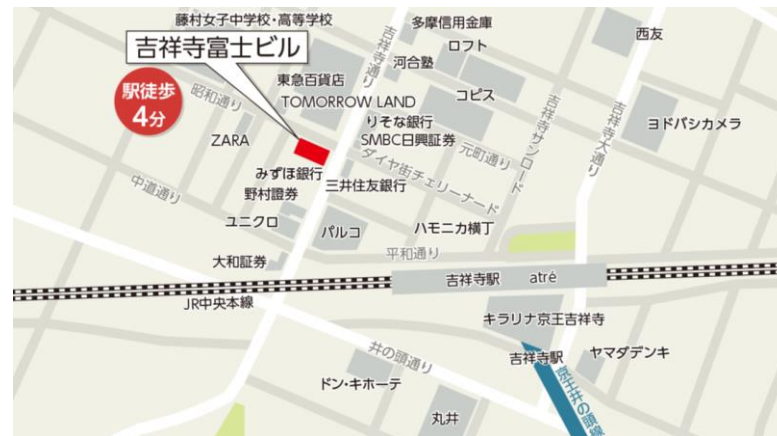 藤村女子中学校・高等学校
吉祥寺富士ビル
駅徒歩
4分
昭和通り
東急百貨店
TOMORROW LAND
ZARA
みずほ銀行
野村證券
中道通り
ユニクロ
大和証券
JR中央本線
吉祥寺通り
多摩信用金庫
ロフト
河合塾
コピス
りそな銀行
SMBC日興証券
元町通り
ダイヤ街チェリーナード
三井住友銀行
パルコ
ハモニカ横丁
平和通り
吉祥寺サンロード
吉祥寺大通り
西友
ヨドバシカメラ
吉祥寺駅 atré
キラリナ京王吉祥寺
吉祥寺駅
ヤマダデンキ
京王井の頭線
井の頭通り
ドン・キホーテ
丸井